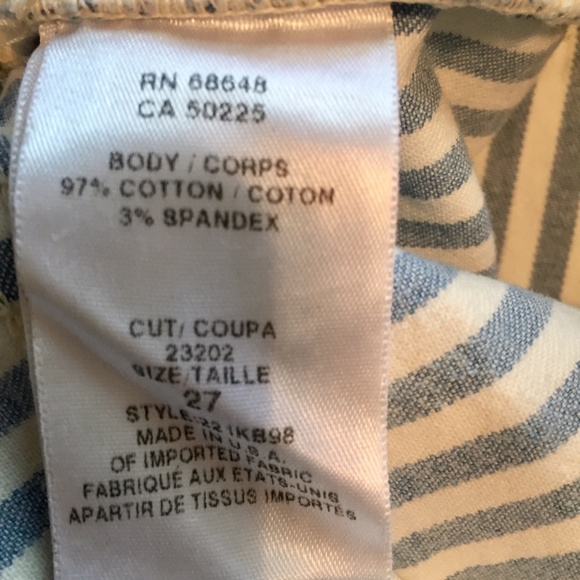 RN 68648
CA 50225
BODY / CORPS
97% COTTON / COTON
3% SPANDEX
CUT/ COUPA
23202
SIZE/TAILLE
27
STYLE
MADE IN U.S.A.
OF IMPORTED FABRIC
FABRIQUÉ AUX ETATS-UNIS
APARTIR DE TISSUS IMPORTÉS